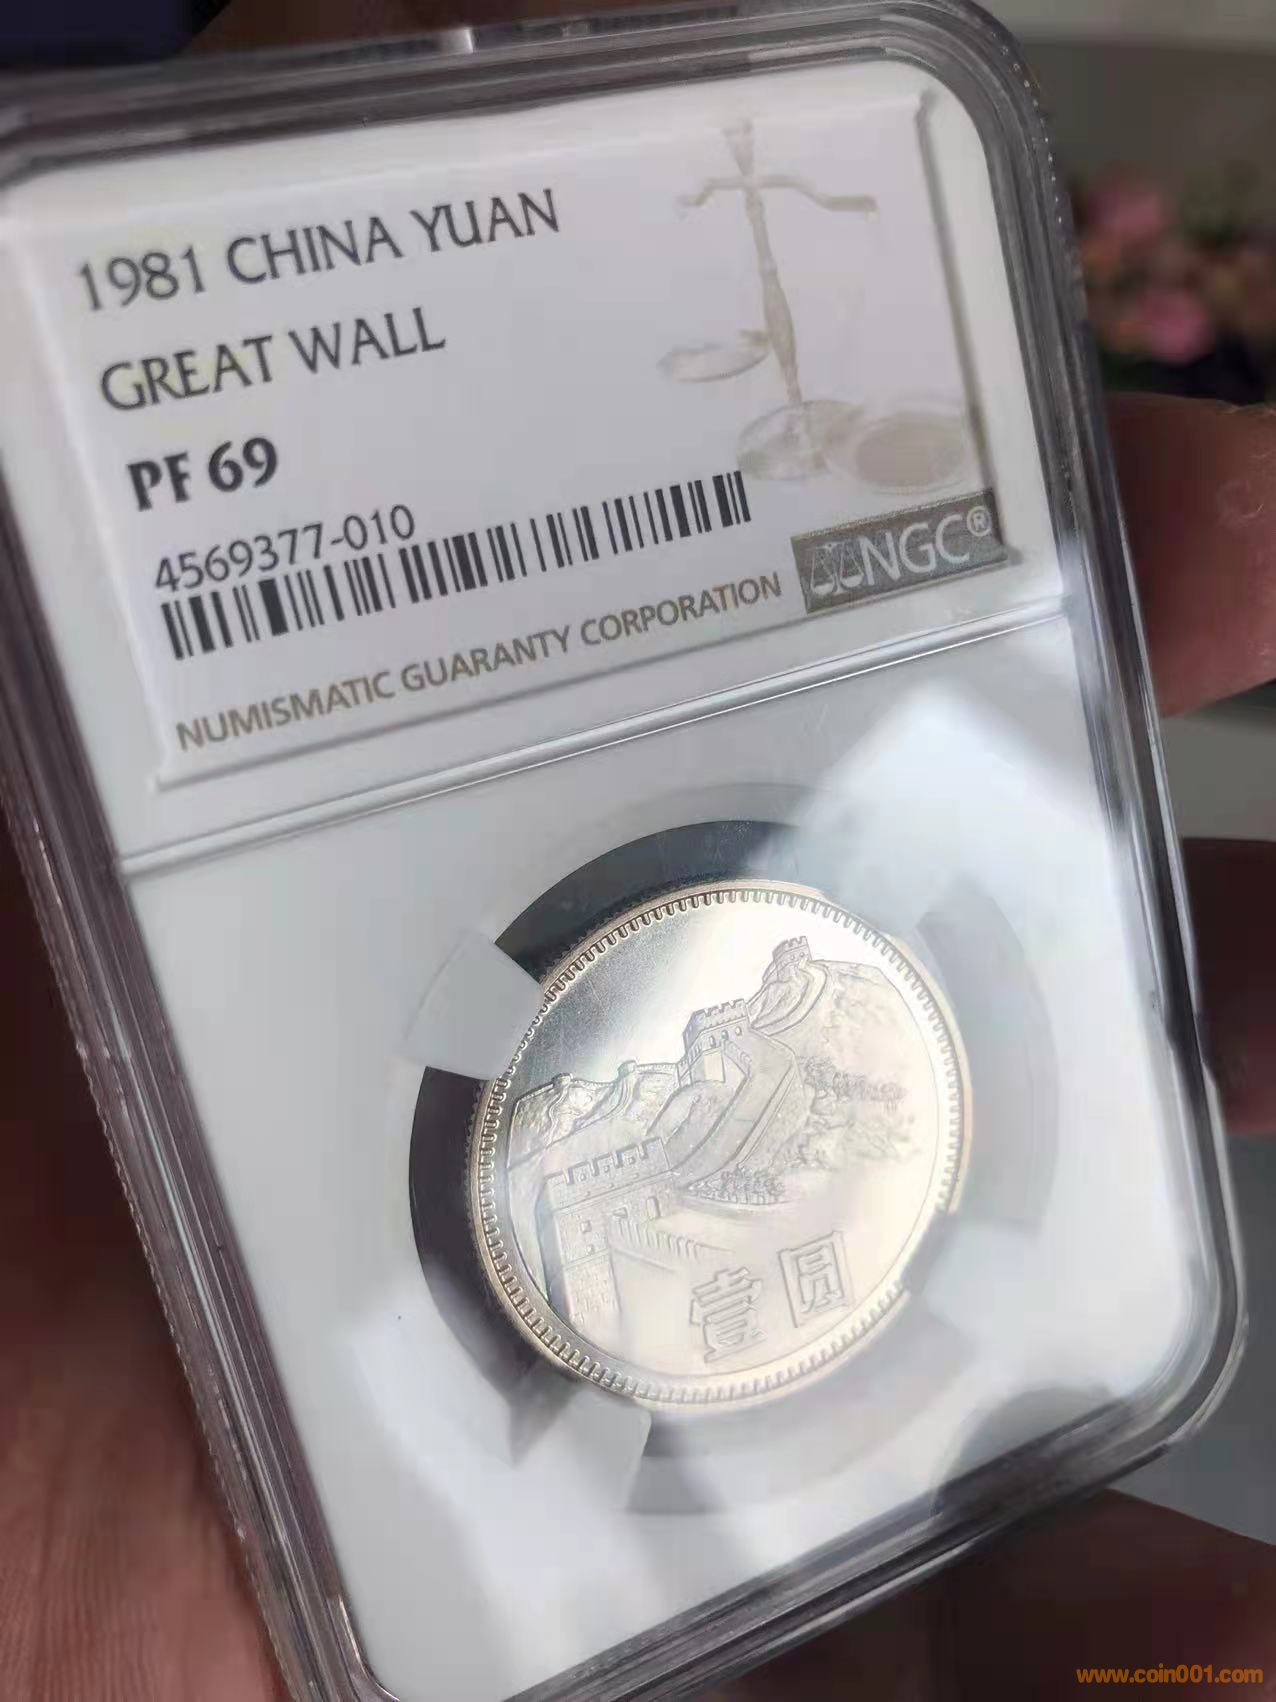 1981 CHINA YUAN
GREAT WALL
PF 69
4569377-010
NGC®
NUMISMATIC GUARANTY CORPORATION
壹圆
www.coin001.com